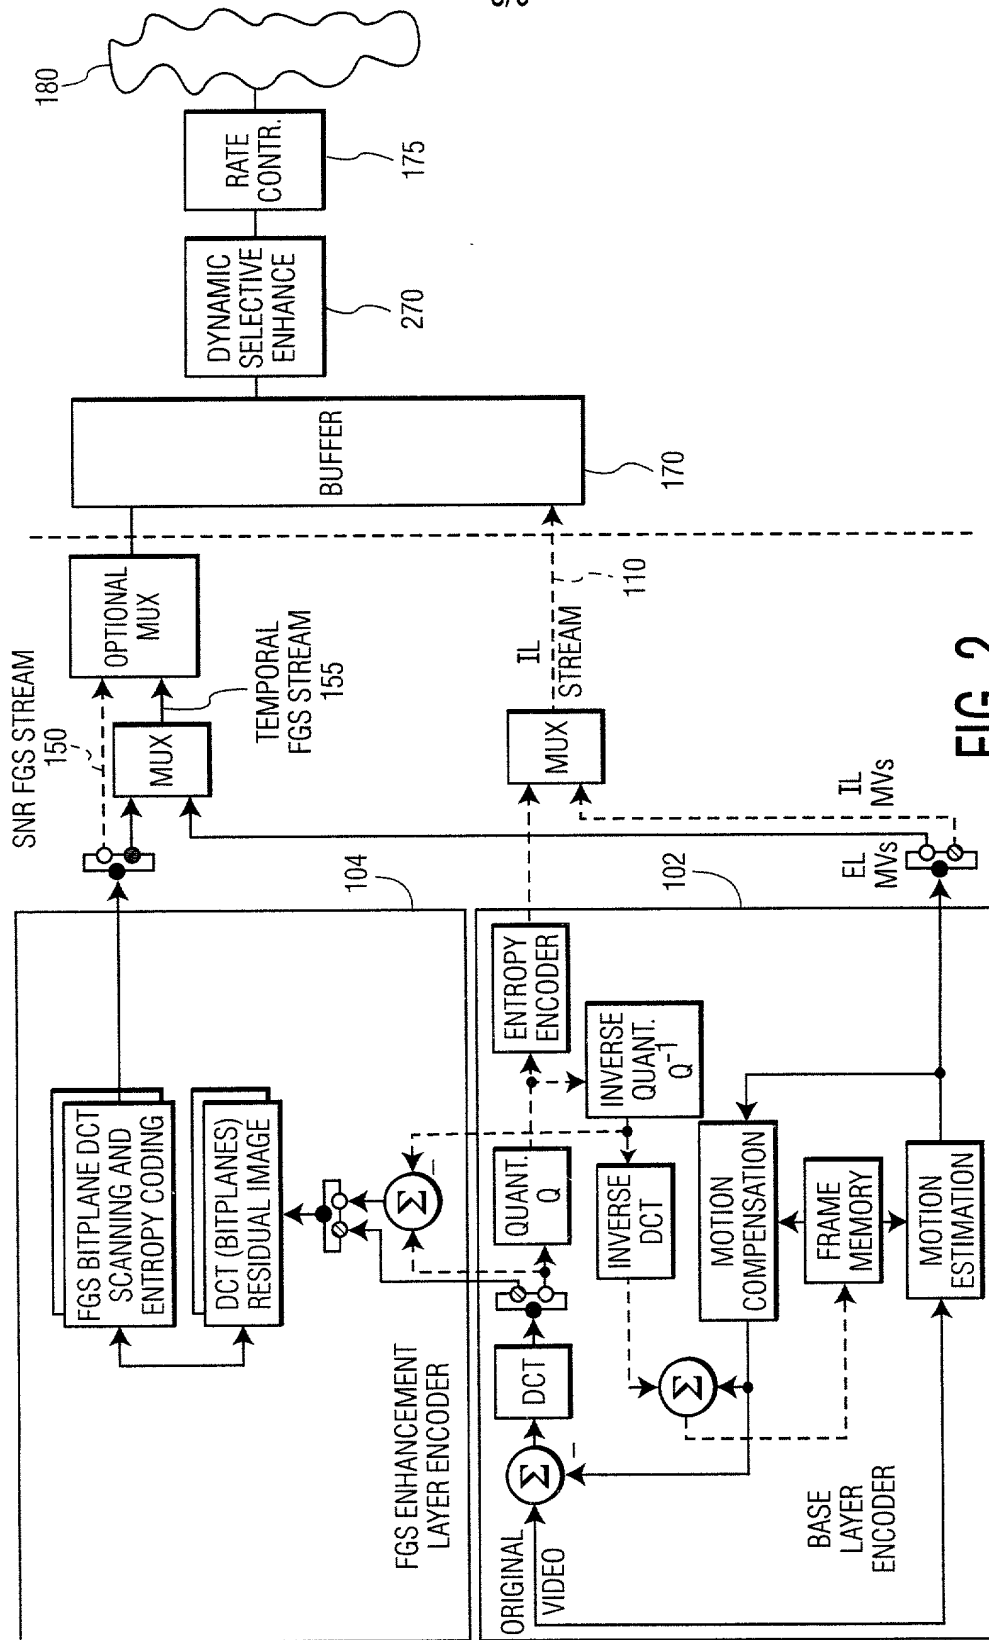 180
RATE
CONTR.
175
DYNAMIC
SELECTIVE
ENHANCE
270
BUFFER
170
OPTIONAL
MUX
SNR FGS STREAM
150
MUX
TEMPORAL
FGS STREAM
155
110
IL
STREAM
MUX
IL
MVs
EL
MVs
104
102
FGS BITPLANE DCT
SCANNING AND
ENTROPY CODING
DCT (BITPLANES)
RESIDUAL IMAGE
FGS ENHANCEMENT
LAYER ENCODER
Σ
–
ENTROPY
ENCODER
INVERSE
QUANT.
Q-1
QUANT.
Q
INVERSE
DCT
MOTION
COMPENSATION
FRAME
MEMORY
MOTION
ESTIMATION
DCT
Σ
Σ
–
ORIGINAL
VIDEO
BASE
LAYER
ENCODER
FIG. 2